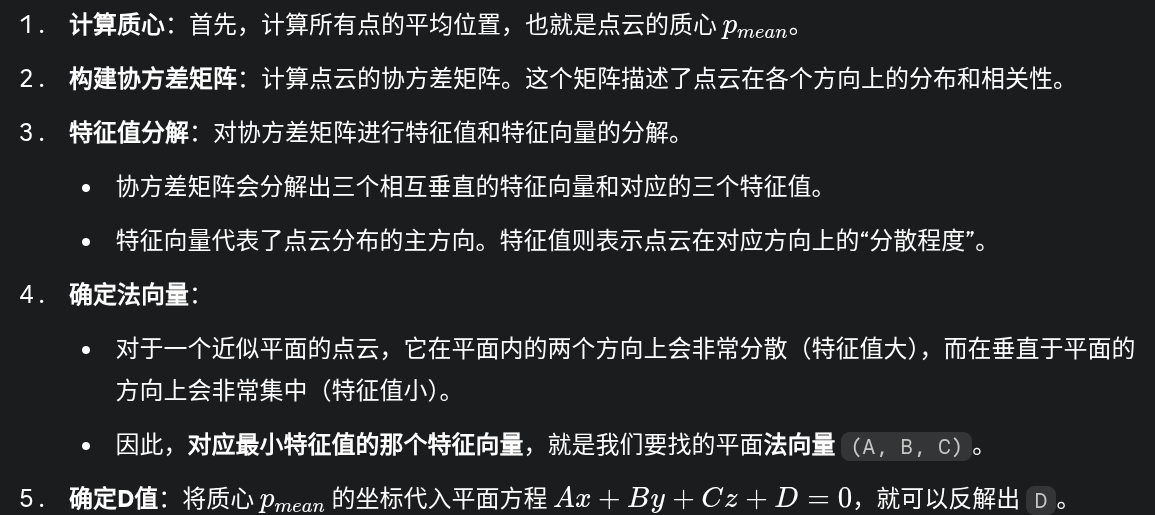 1. 计算质心：首先，计算所有点的平均位置，也就是点云的质心 p_{mean}。
2. 构建协方差矩阵：计算点云的协方差矩阵。这个矩阵描述了点云在各个方向上的分布和相关性。
3. 特征值分解：对协方差矩阵进行特征值和特征向量的分解。
• 协方差矩阵会分解出三个相互垂直的特征向量和对应的三个特征值。
• 特征向量代表了点云分布的主方向。特征值则表示点云在对应方向上的“分散程度”。
4. 确定法向量：
• 对于一个近似平面的点云，它在平面内的两个方向上会非常分散（特征值大），而在垂直于平面的
方向上会非常集中（特征值小）。
• 因此，对应最小特征值的那个特征向量，就是我们要找的平面法向量 (A, B, C)。
5. 确定D值：将质心 p_{mean} 的坐标代入平面方程 Ax + By + Cz + D = 0，就可以反解出 D。